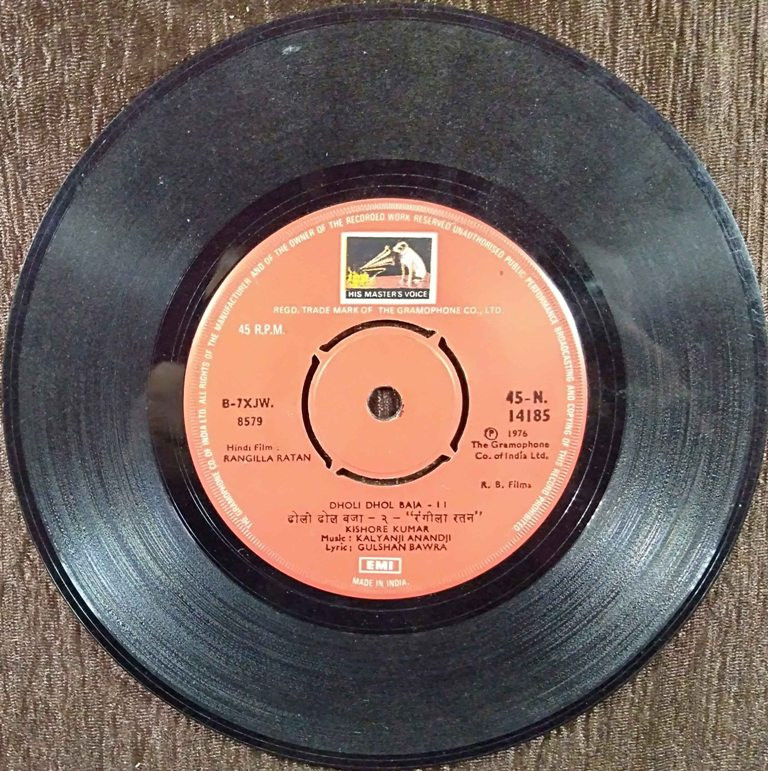 THE GRAMOPHONE CO. OF INDIA LTD. ALL RIGHTS OF THE MANUFACTURER AND OF THE OWNER OF THE RECORDED WORK RESERVED UNAUTHORISED PUBLIC PERFORMANCE BROADCASTING AND COPYING OF THIS RECORD PROHIBITED
HIS MASTER'S VOICE
REGD. TRADE MARK OF THE GRAMOPHONE CO., LTD
45 R.P.M.
B-7XJW.
8579
45-N.
14185
Ⓟ 1976
The Gramophone
Co. of India Ltd.
Hindi Film :
RANGILLA RATAN
R. B. Films
DHOLI DHOL BAJA - II
ढोली ढोल बजा - २ - "रंगीला रतन"
KISHORE KUMAR
Music : KALYANJI ANANDJI
Lyric; GULSHAN BAWRA
EMI
MADE IN INDIA.